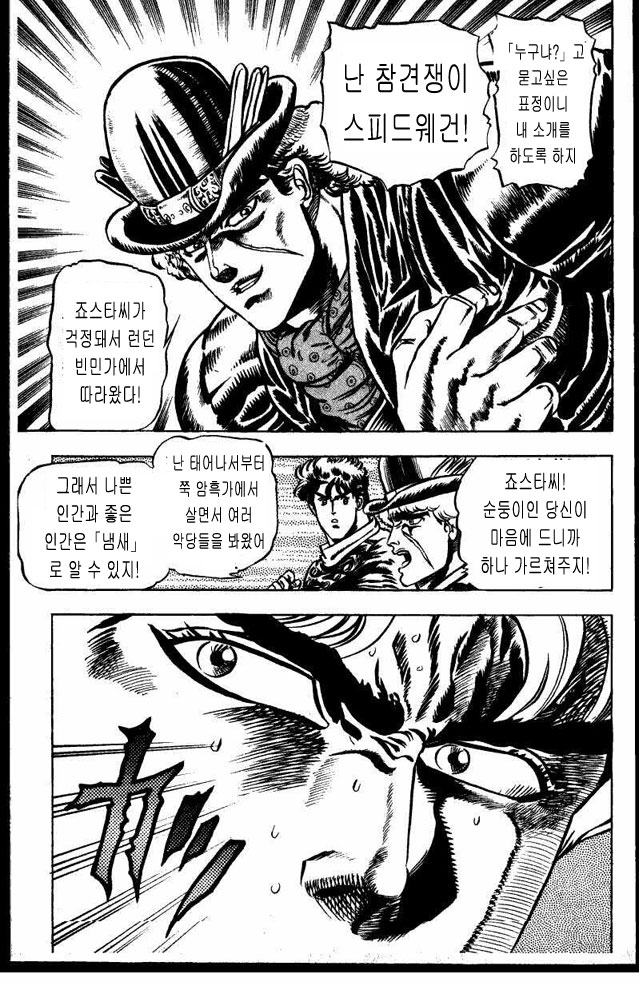 「누구냐?」고
묻고싶은
표정이니
내 소개를
하도록 하지
난 참견쟁이
스피드웨건!
죠스타씨가
걱정돼서 런던
빈민가에서
따라왔다!
죠스타씨!
순둥이인 당신이
마음에 드니까
하나 가르쳐주지!
난 태어나서부터
쭉 암흑가에서
살면서 여러
악당들을 봐왔어
그래서 나쁜
인간과 좋은
인간은「냄새」
로 알 수 있지!
カッ